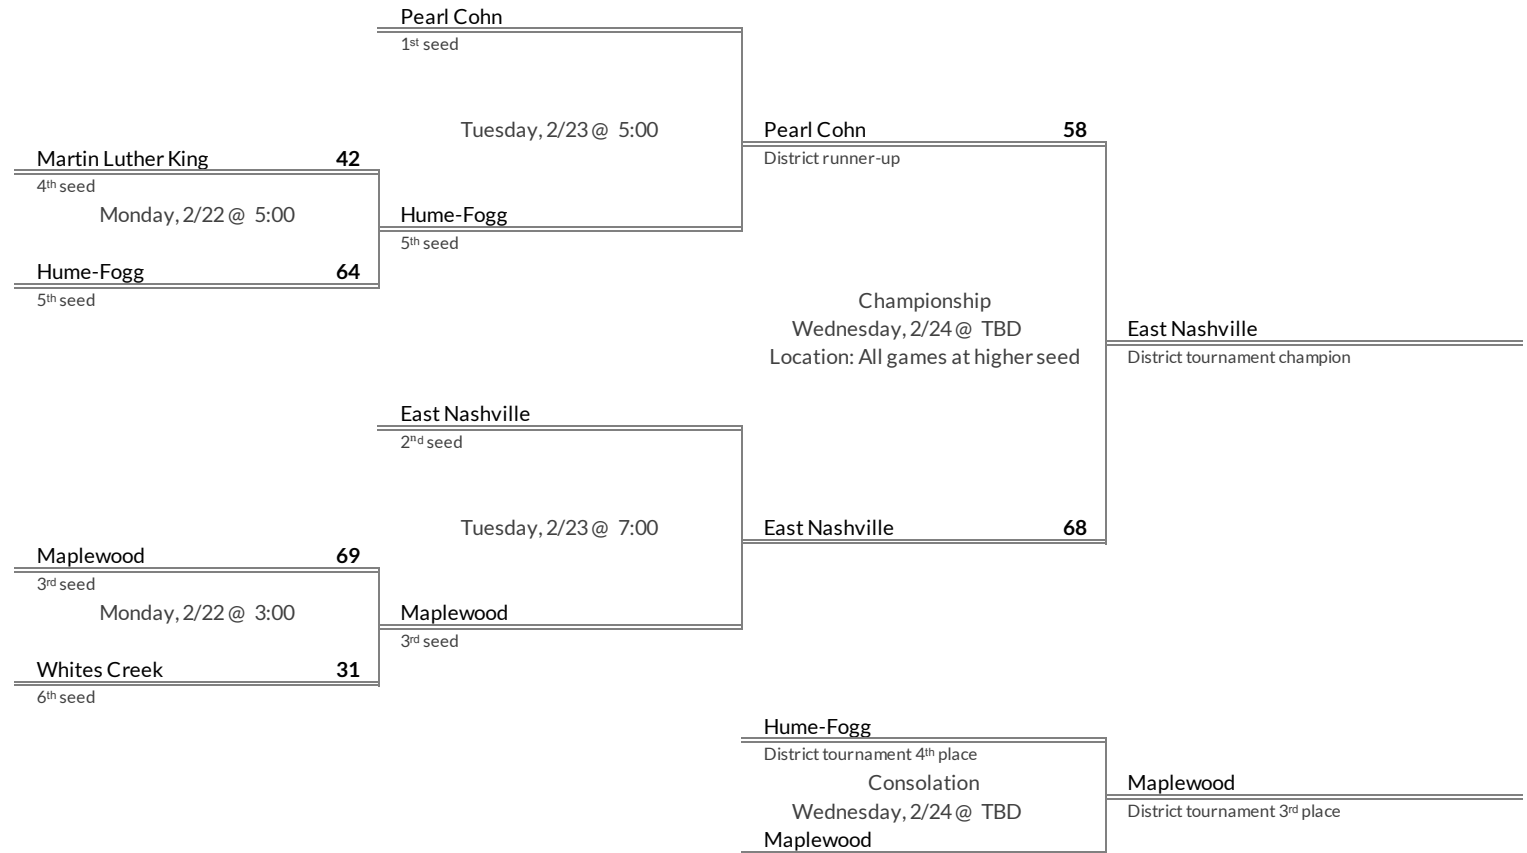 Pearl Cohn
1st seed
Tuesday, 2/23 @ 5:00
Pearl Cohn 58
District runner-up
Martin Luther King 42
4th seed
Monday, 2/22 @ 5:00
Hume-Fogg
5th seed
Hume-Fogg 64
5th seed
Championship
Wednesday, 2/24 @ TBD
Location: All games at higher seed
East Nashville
District tournament champion
East Nashville
2nd seed
Tuesday, 2/23 @ 7:00
East Nashville 68
Maplewood 69
3rd seed
Monday, 2/22 @ 3:00
Maplewood
3rd seed
Whites Creek 31
6th seed
Hume-Fogg
District tournament 4th place
Consolation
Wednesday, 2/24 @ TBD
Maplewood
Maplewood
District tournament 3rd place